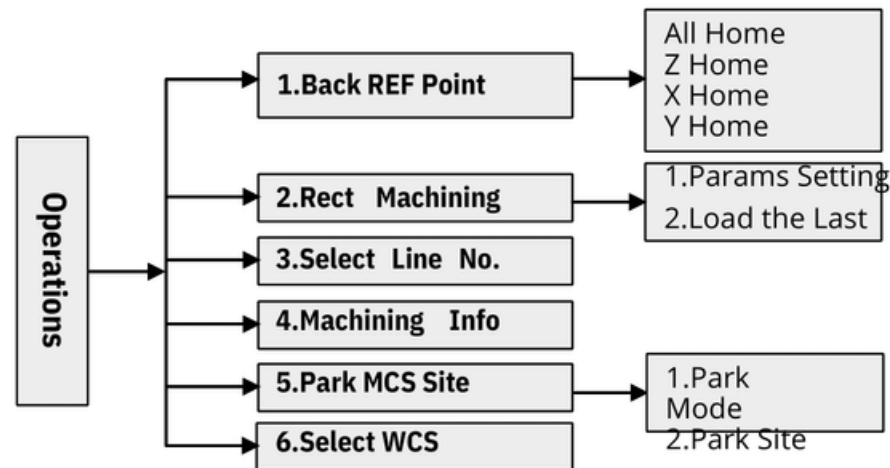 Operations
1.Back REF Point
All Home
Z Home
X Home
Y Home
2.Rect Machining
1.Params Setting
2.Load the Last
3.Select Line No.
4.Machining Info
5.Park MCS Site
1.Park
Mode
2.Park Site
6.Select WCS